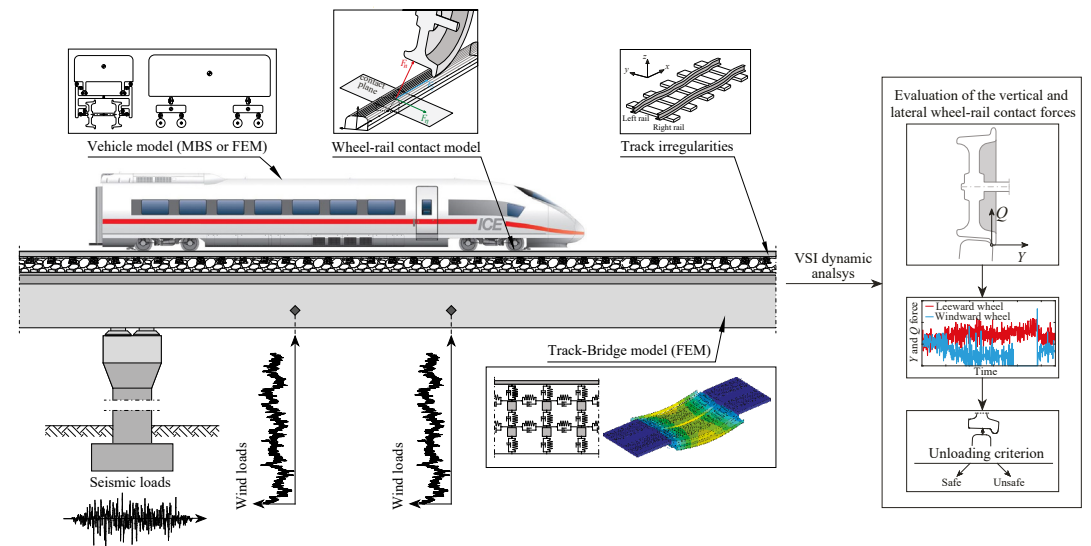 Vehicle model (MBS or FEM)
contact
plane
Fn
Wheel-rail contact model
z
y
x
Left rail
Right rail
Track irregularities
ICE
VSI dynamic
analsys
Evaluation of the vertical and
lateral wheel-rail contact forces
Q
Y
Y and Q force
Leeward wheel
Windward wheel
Time
Unloading criterion
Safe
Unsafe
Track-Bridge model (FEM)
Seismic loads
Wind loads
Wind loads